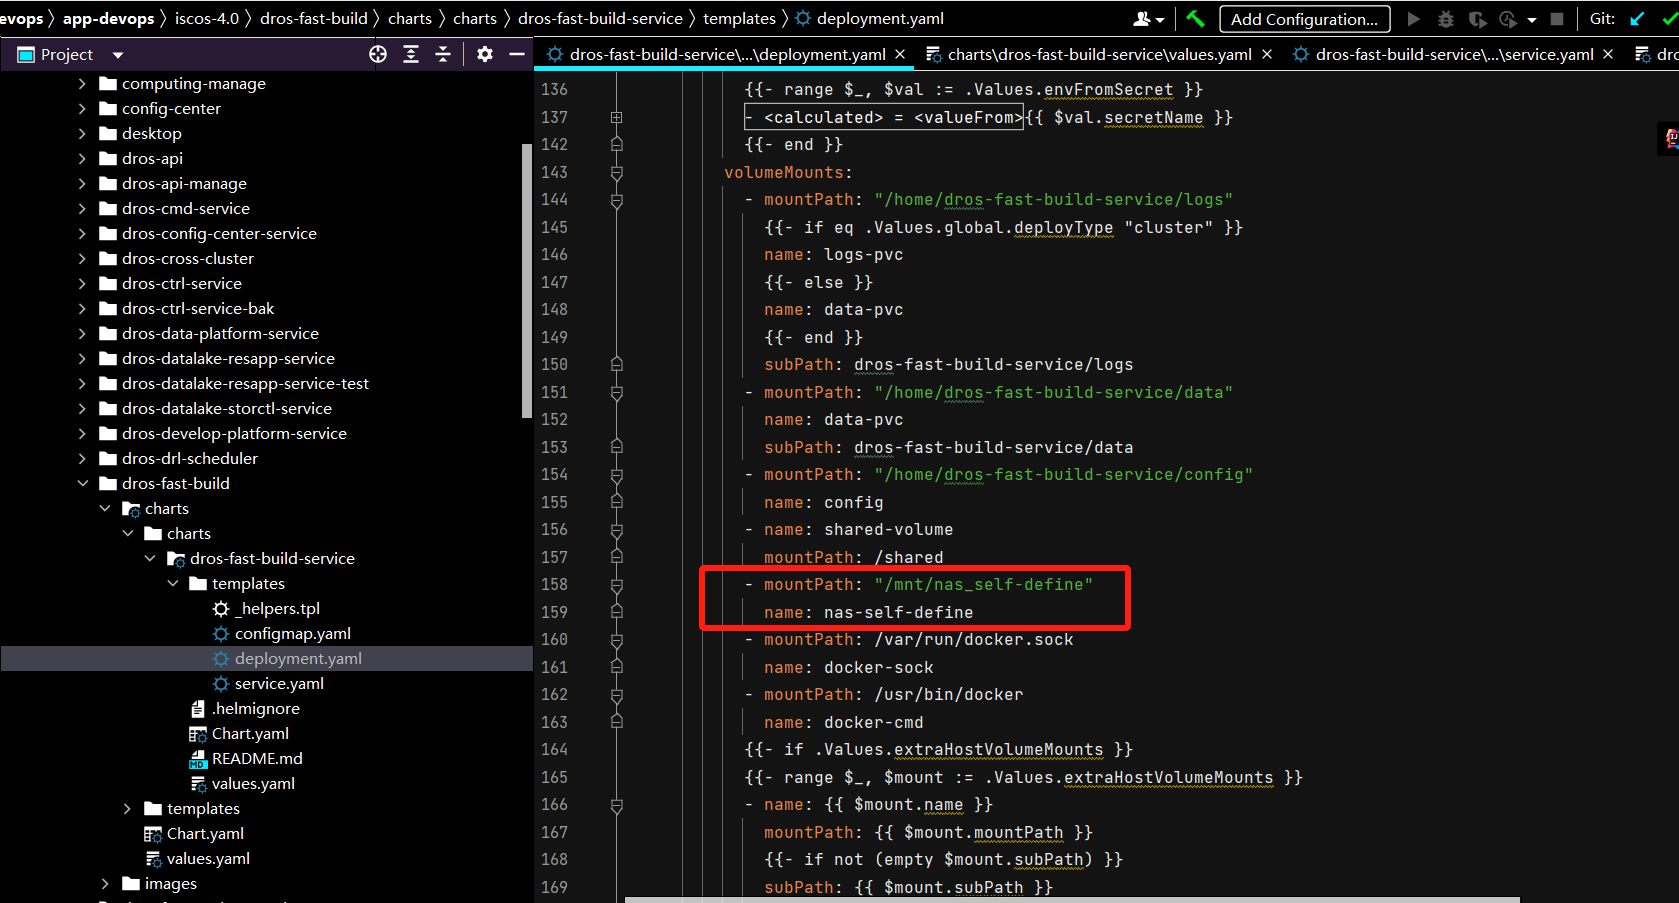 evops 〉 app-devops 〉 iscos-4.0 〉 dros-fast-build 〉 charts 〉 charts 〉 dros-fast-build-service 〉 templates 〉 deployment.yaml
Add Configuration...
Git:
Project
dros-fast-build-service\...\deployment.yaml
charts\dros-fast-build-service\values.yaml
dros-fast-build-service\...\service.yaml
computing-manage
config-center
desktop
dros-api
dros-api-manage
dros-cmd-service
dros-config-center-service
dros-cross-cluster
dros-ctrl-service
dros-ctrl-service-bak
dros-data-platform-service
dros-datalake-resapp-service
dros-datalake-resapp-service-test
dros-datalake-storctl-service
dros-develop-platform-service
dros-drl-scheduler
dros-fast-build
charts
charts
dros-fast-build-service
templates
_helpers.tpl
configmap.yaml
deployment.yaml
service.yaml
.helmignore
Chart.yaml
MD README.md
values.yaml
templates
Chart.yaml
values.yaml
images
136 {{- range $_, $val := .Values.envFromSecret }}
137 - <calculated> = <valueFrom>{{ $val.secretName }}
142 {{- end }}
143 volumeMounts:
144 - mountPath: "/home/dros-fast-build-service/logs"
145 {{- if eq .Values.global.deployType "cluster" }}
146 name: logs-pvc
147 {{- else }}
148 name: data-pvc
149 {{- end }}
150 subPath: dros-fast-build-service/logs
151 - mountPath: "/home/dros-fast-build-service/data"
152 name: data-pvc
153 subPath: dros-fast-build-service/data
154 - mountPath: "/home/dros-fast-build-service/config"
155 name: config
156 - name: shared-volume
157 mountPath: /shared
158 - mountPath: "/mnt/nas_self-define"
159 name: nas-self-define
160 - mountPath: /var/run/docker.sock
161 name: docker-sock
162 - mountPath: /usr/bin/docker
163 name: docker-cmd
164 {{- if .Values.extraHostVolumeMounts }}
165 {{- range $_, $mount := .Values.extraHostVolumeMounts }}
166 - name: {{ $mount.name }}
167 mountPath: {{ $mount.mountPath }}
168 {{- if not (empty $mount.subPath) }}
169 subPath: {{ $mount.subPath }}